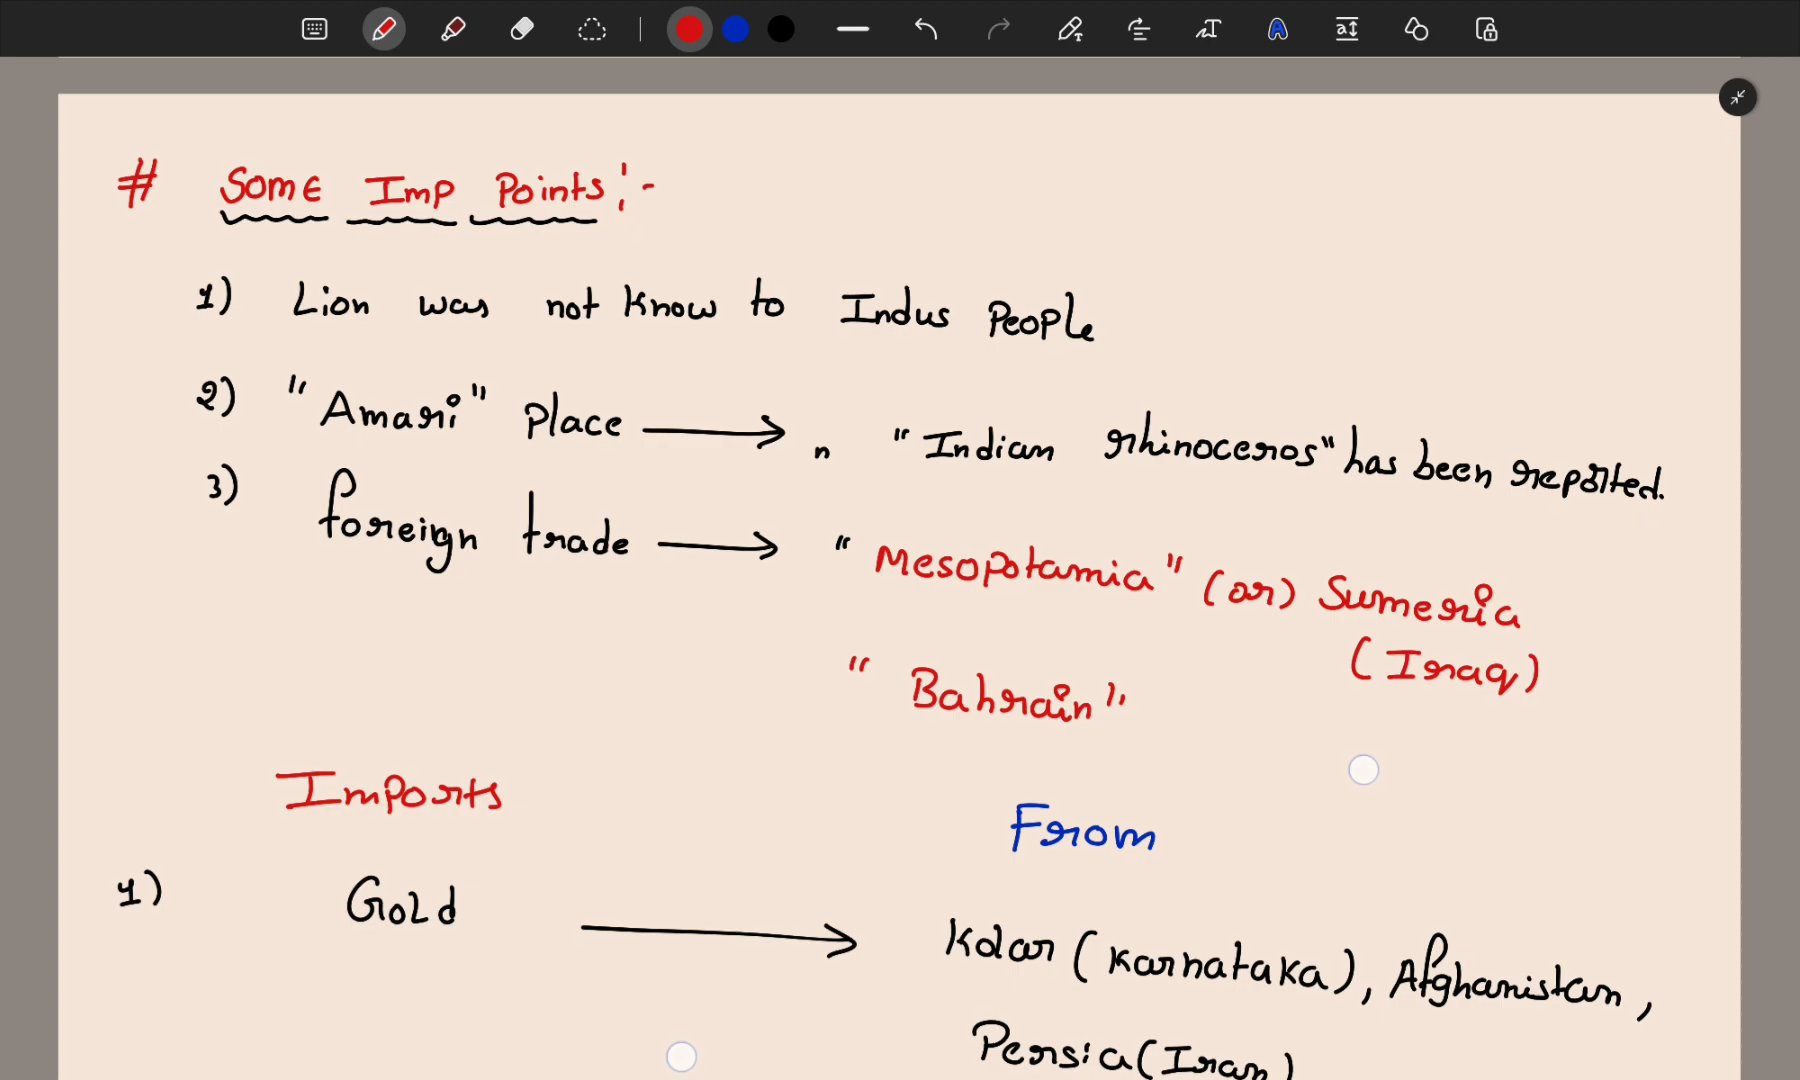 # Some Imp Points:-
1) Lion was not know to Indus People
2) "Amari" place → " "Indian rhinoceros" has been reported.
3) foreign trade → "Mesopotamia" (or) Sumeria
(Iraq)
"Bahrain"
Imports From
1) Gold → Kolar (Karnataka), Afghanistan,
Persia (Iran)